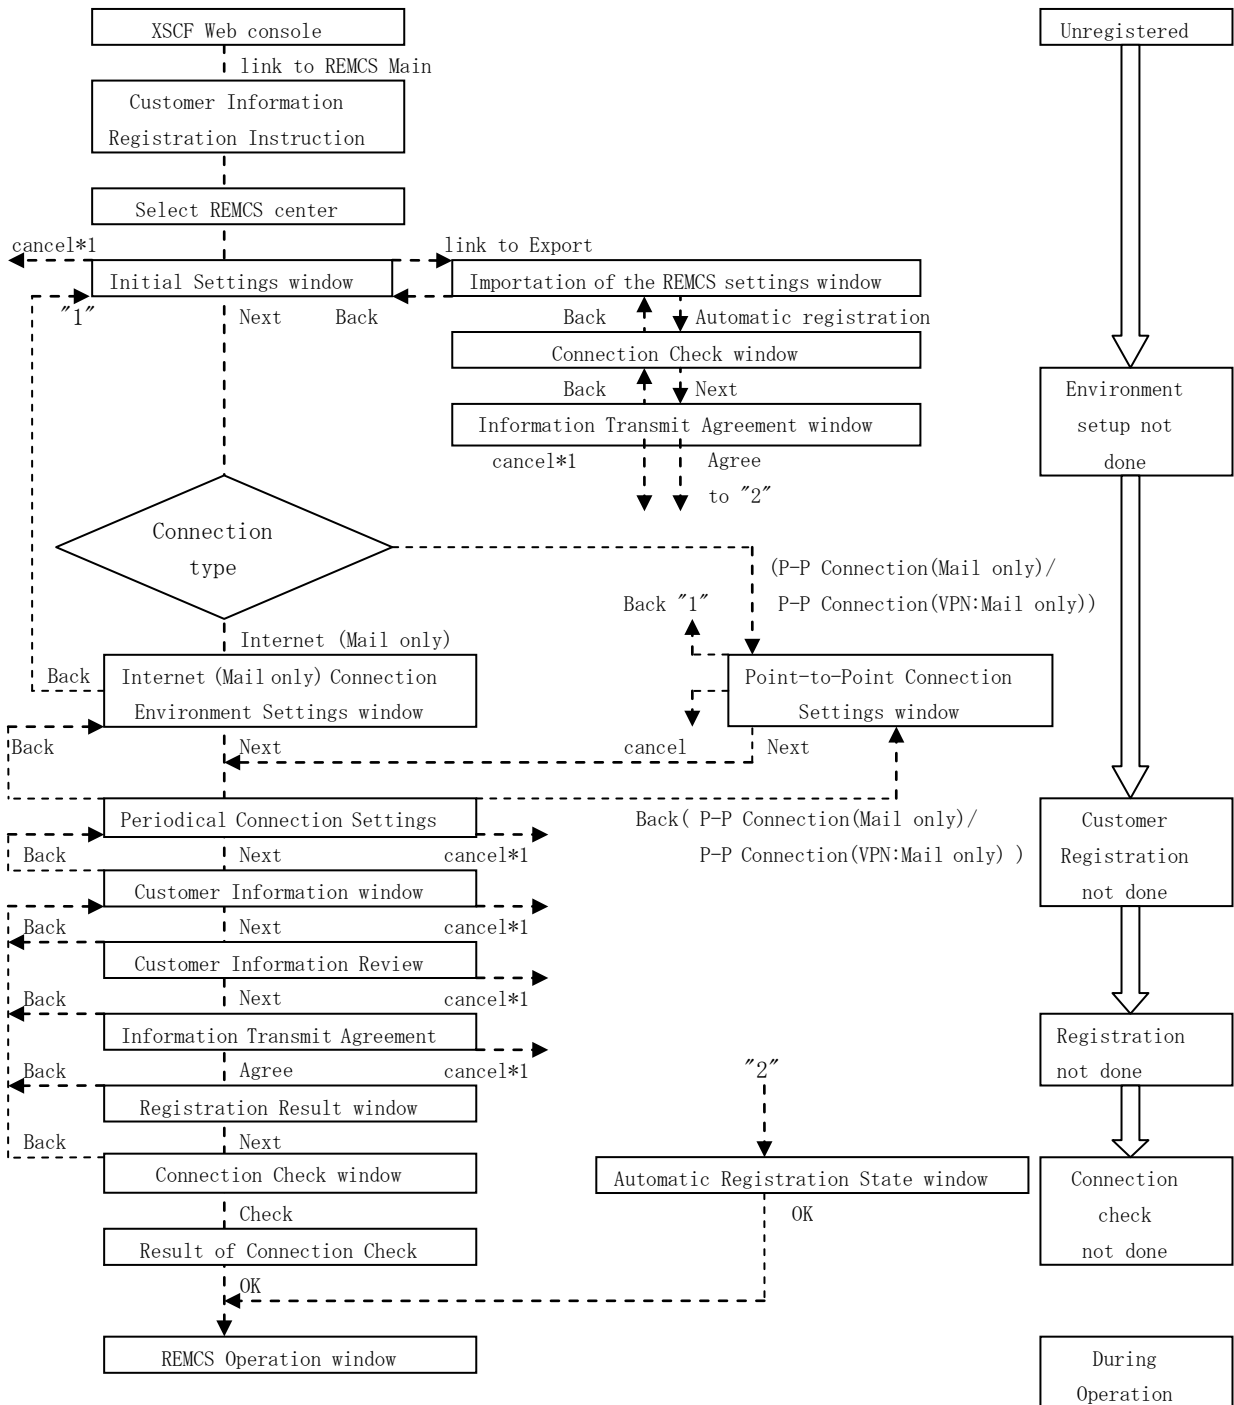 XSCF Web console
Unregistered
link to REMCS Main
Customer Information
Registration Instruction
Select REMCS center
cancel*1
link to Export
Initial Settings window
Importation of the REMCS settings window
"1"
Next
Back
Back
Automatic registration
Connection Check window
Back
Next
Environment
setup not
done
Information Transmit Agreement window
cancel*1
Agree
to "2"
Connection
type
(P-P Connection(Mail only)/
P-P Connection(VPN:Mail only))
Back "1"
Internet (Mail only)
Back
Internet (Mail only) Connection
Environment Settings window
Point-to-Point Connection
Settings window
Back
Next
cancel
Next
Periodical Connection Settings
Back( P-P Connection(Mail only)/
P-P Connection(VPN:Mail only) )
Customer
Registration
not done
Back
Next
cancel*1
Customer Information window
Back
Next
cancel*1
Customer Information Review
Back
Next
cancel*1
Information Transmit Agreement
Registration
not done
Back
Agree
cancel*1
"2"
Registration Result window
Back
Next
Connection Check window
Automatic Registration State window
Connection
check
not done
Check
OK
Result of Connection Check
OK
REMCS Operation window
During
Operation